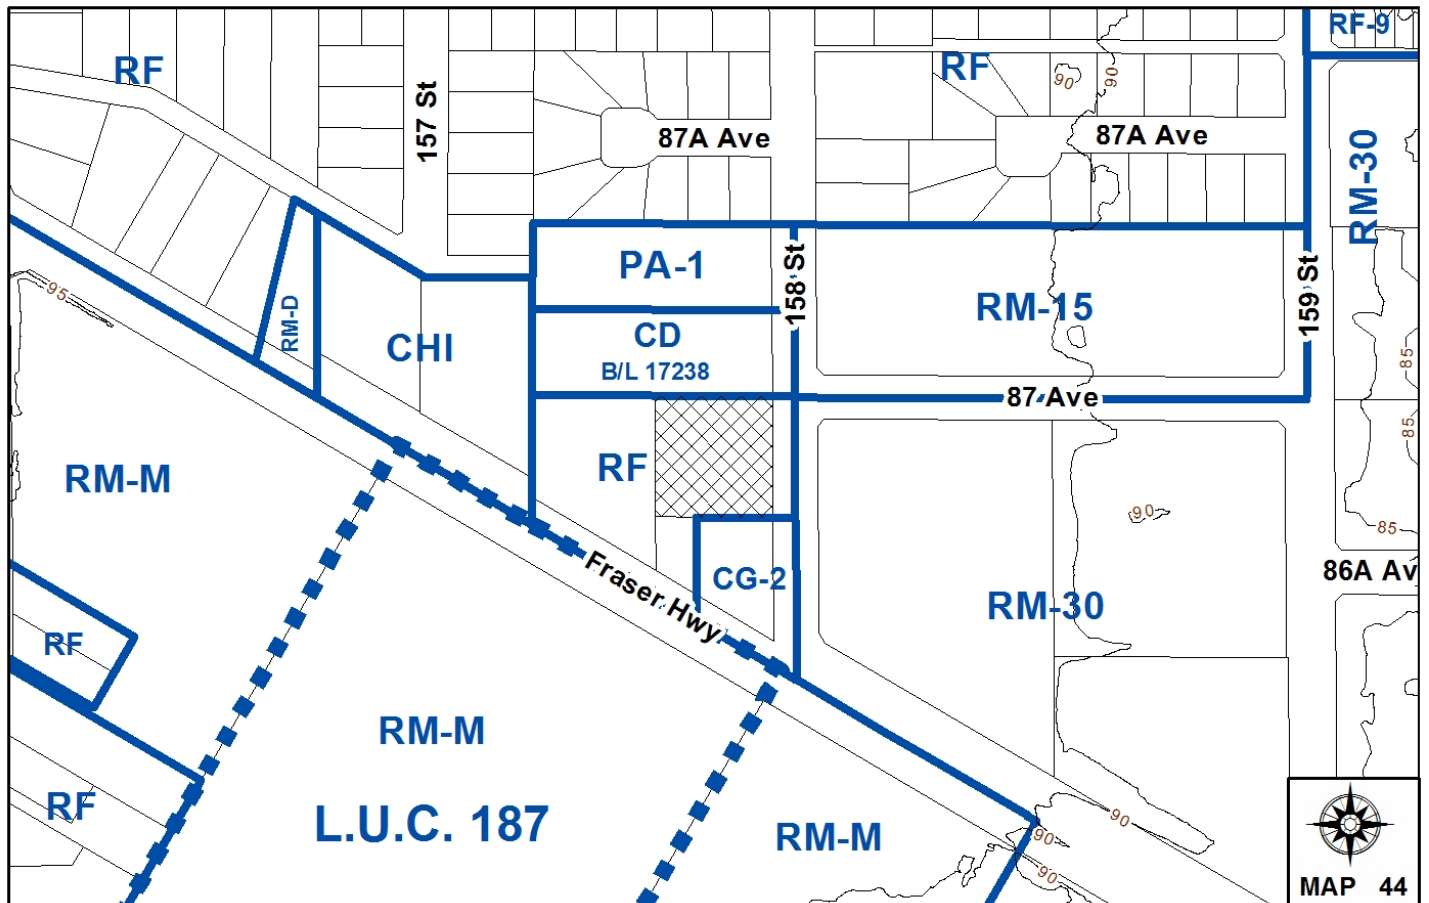 RF-9
RF
RF
90
90
157 St
87A Ave
87A Ave
RM-30
PA-1
158 St
159 St
95
RM-D
RM-15
CHI
CD
B/L 17238
85
87 Ave
85
RF
RM-M
90
85
86A Av
Fraser Hwy
CG-2
RM-30
RF
RM-M
RF
L.U.C. 187
RM-M
90
90
90
MAP 44